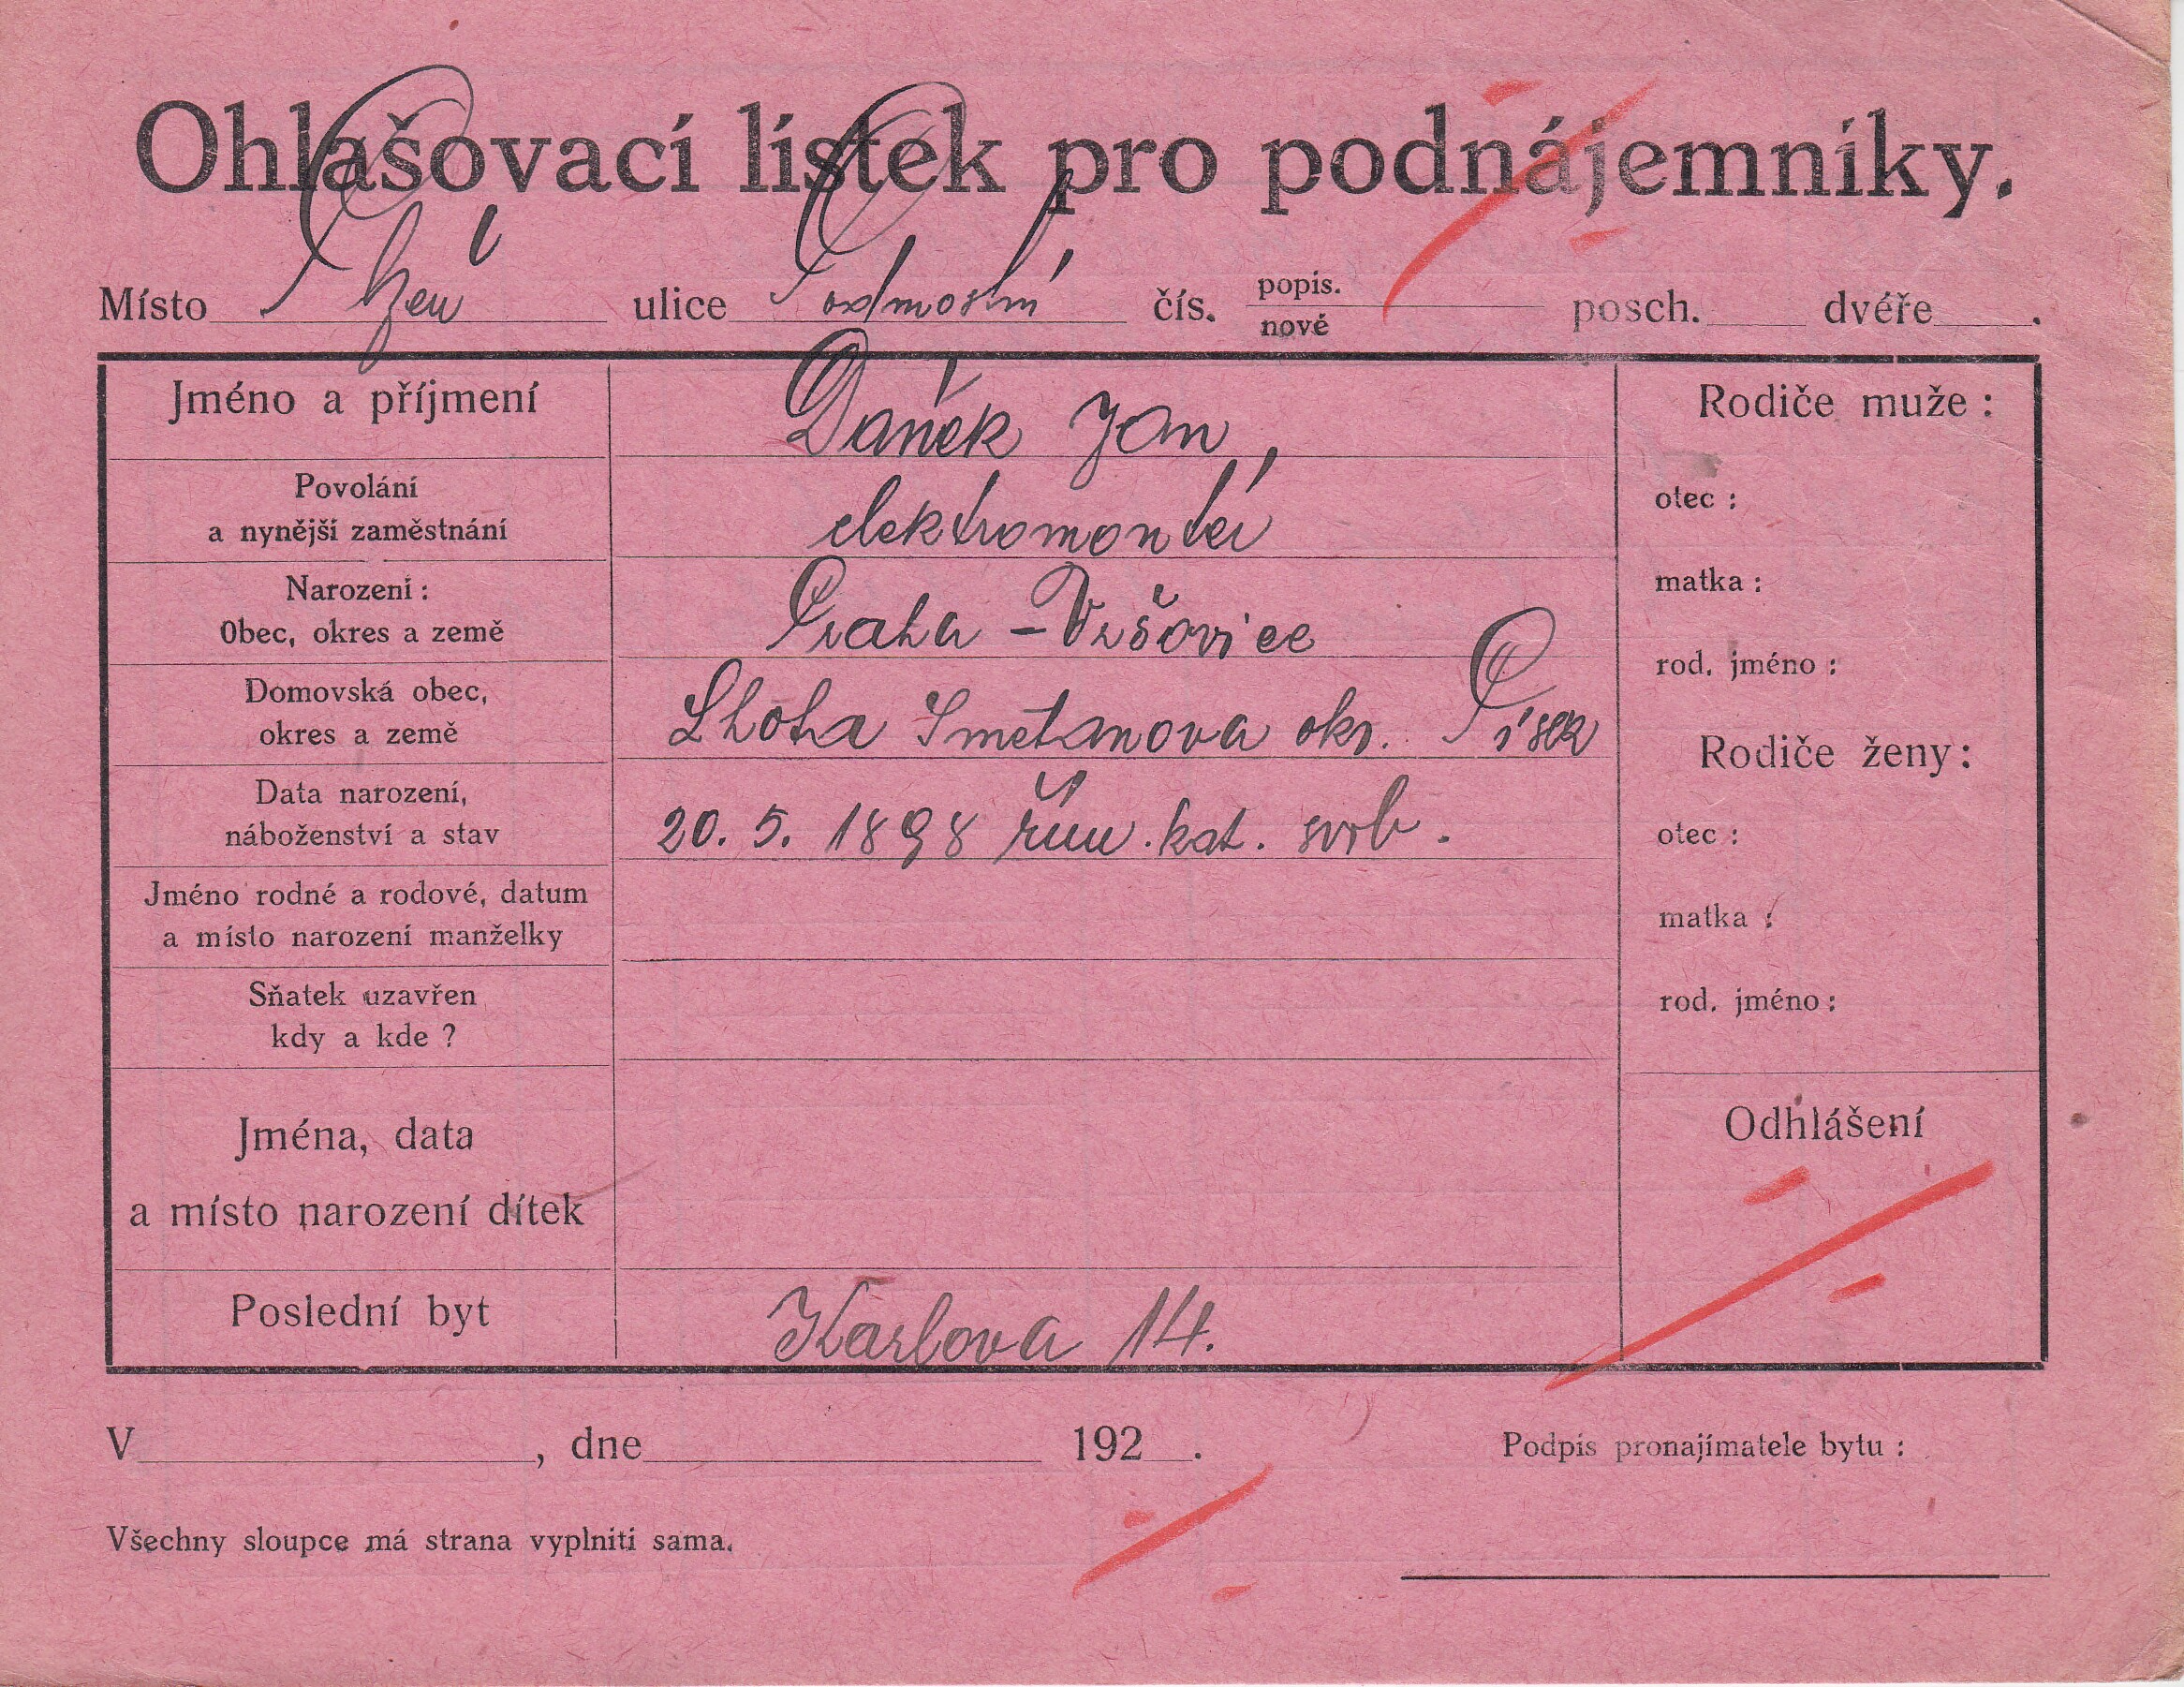 Ohlašovací lístek pro podnájemníky.
Místo Plzeň ulice Podmostní čís. popis. nové posch. dvéře .
Jméno a příjmení Daněk Jan,
Povolání
a nynější zaměstnání elektromontér
Narození:
Obec, okres a země Praha - Vršovice
Domovská obec,
okres a země Lhota Smetanova okr. Písek
Data narození,
náboženství a stav 20. 5. 1898 řím. kat. svob.
Jméno rodné a rodové, datum
a místo narození manželky
Sňatek uzavřen
kdy a kde ?
Jména, data
a místo narození dítek
Poslední byt Karlova 14.
Rodiče muže :
otec :
matka :
rod. jméno :
Rodiče ženy :
otec :
matka :
rod. jméno :
Odhlášení
V , dne 192 .
Podpis pronajímatele bytu :
Všechny sloupce má strana vyplniti sama.